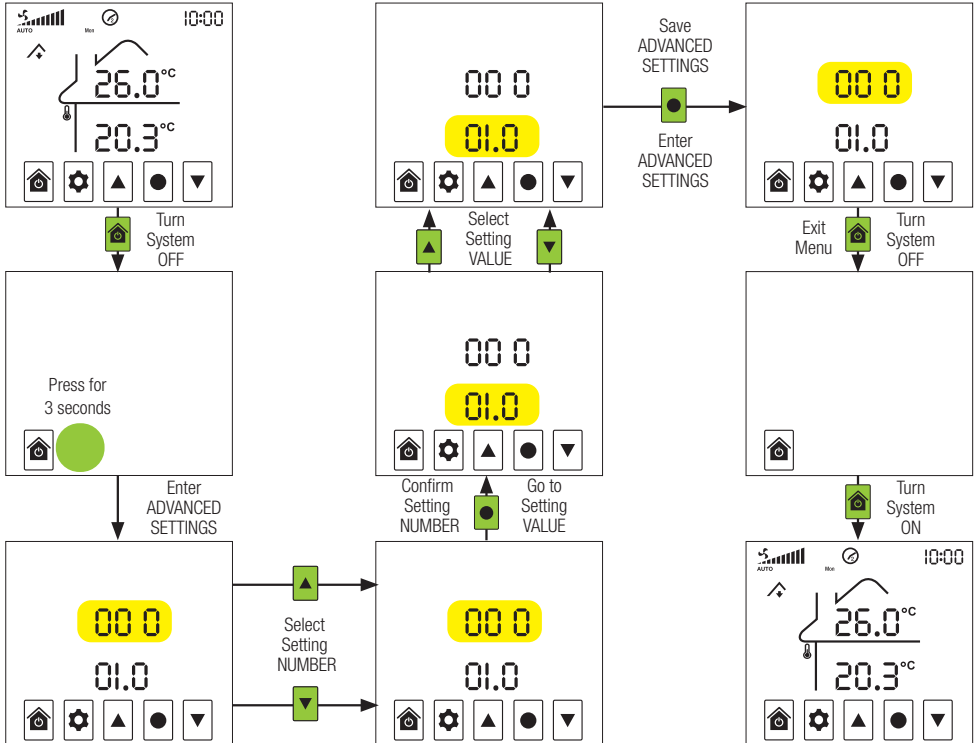 AUTO
Mon
10:00
26.0°C
20.3°C
Turn
System
OFF
Press for
3 seconds
Enter
ADVANCED
SETTINGS
00 0
01.0
Select
Setting
NUMBER
00 0
01.0
Confirm
Setting
NUMBER
Go to
Setting
VALUE
00 0
01.0
Select
Setting
VALUE
00 0
01.0
Save
ADVANCED
SETTINGS
Enter
ADVANCED
SETTINGS
00 0
01.0
Exit
Menu
Turn
System
OFF
Turn
System
ON
AUTO
Mon
10:00
26.0°C
20.3°C